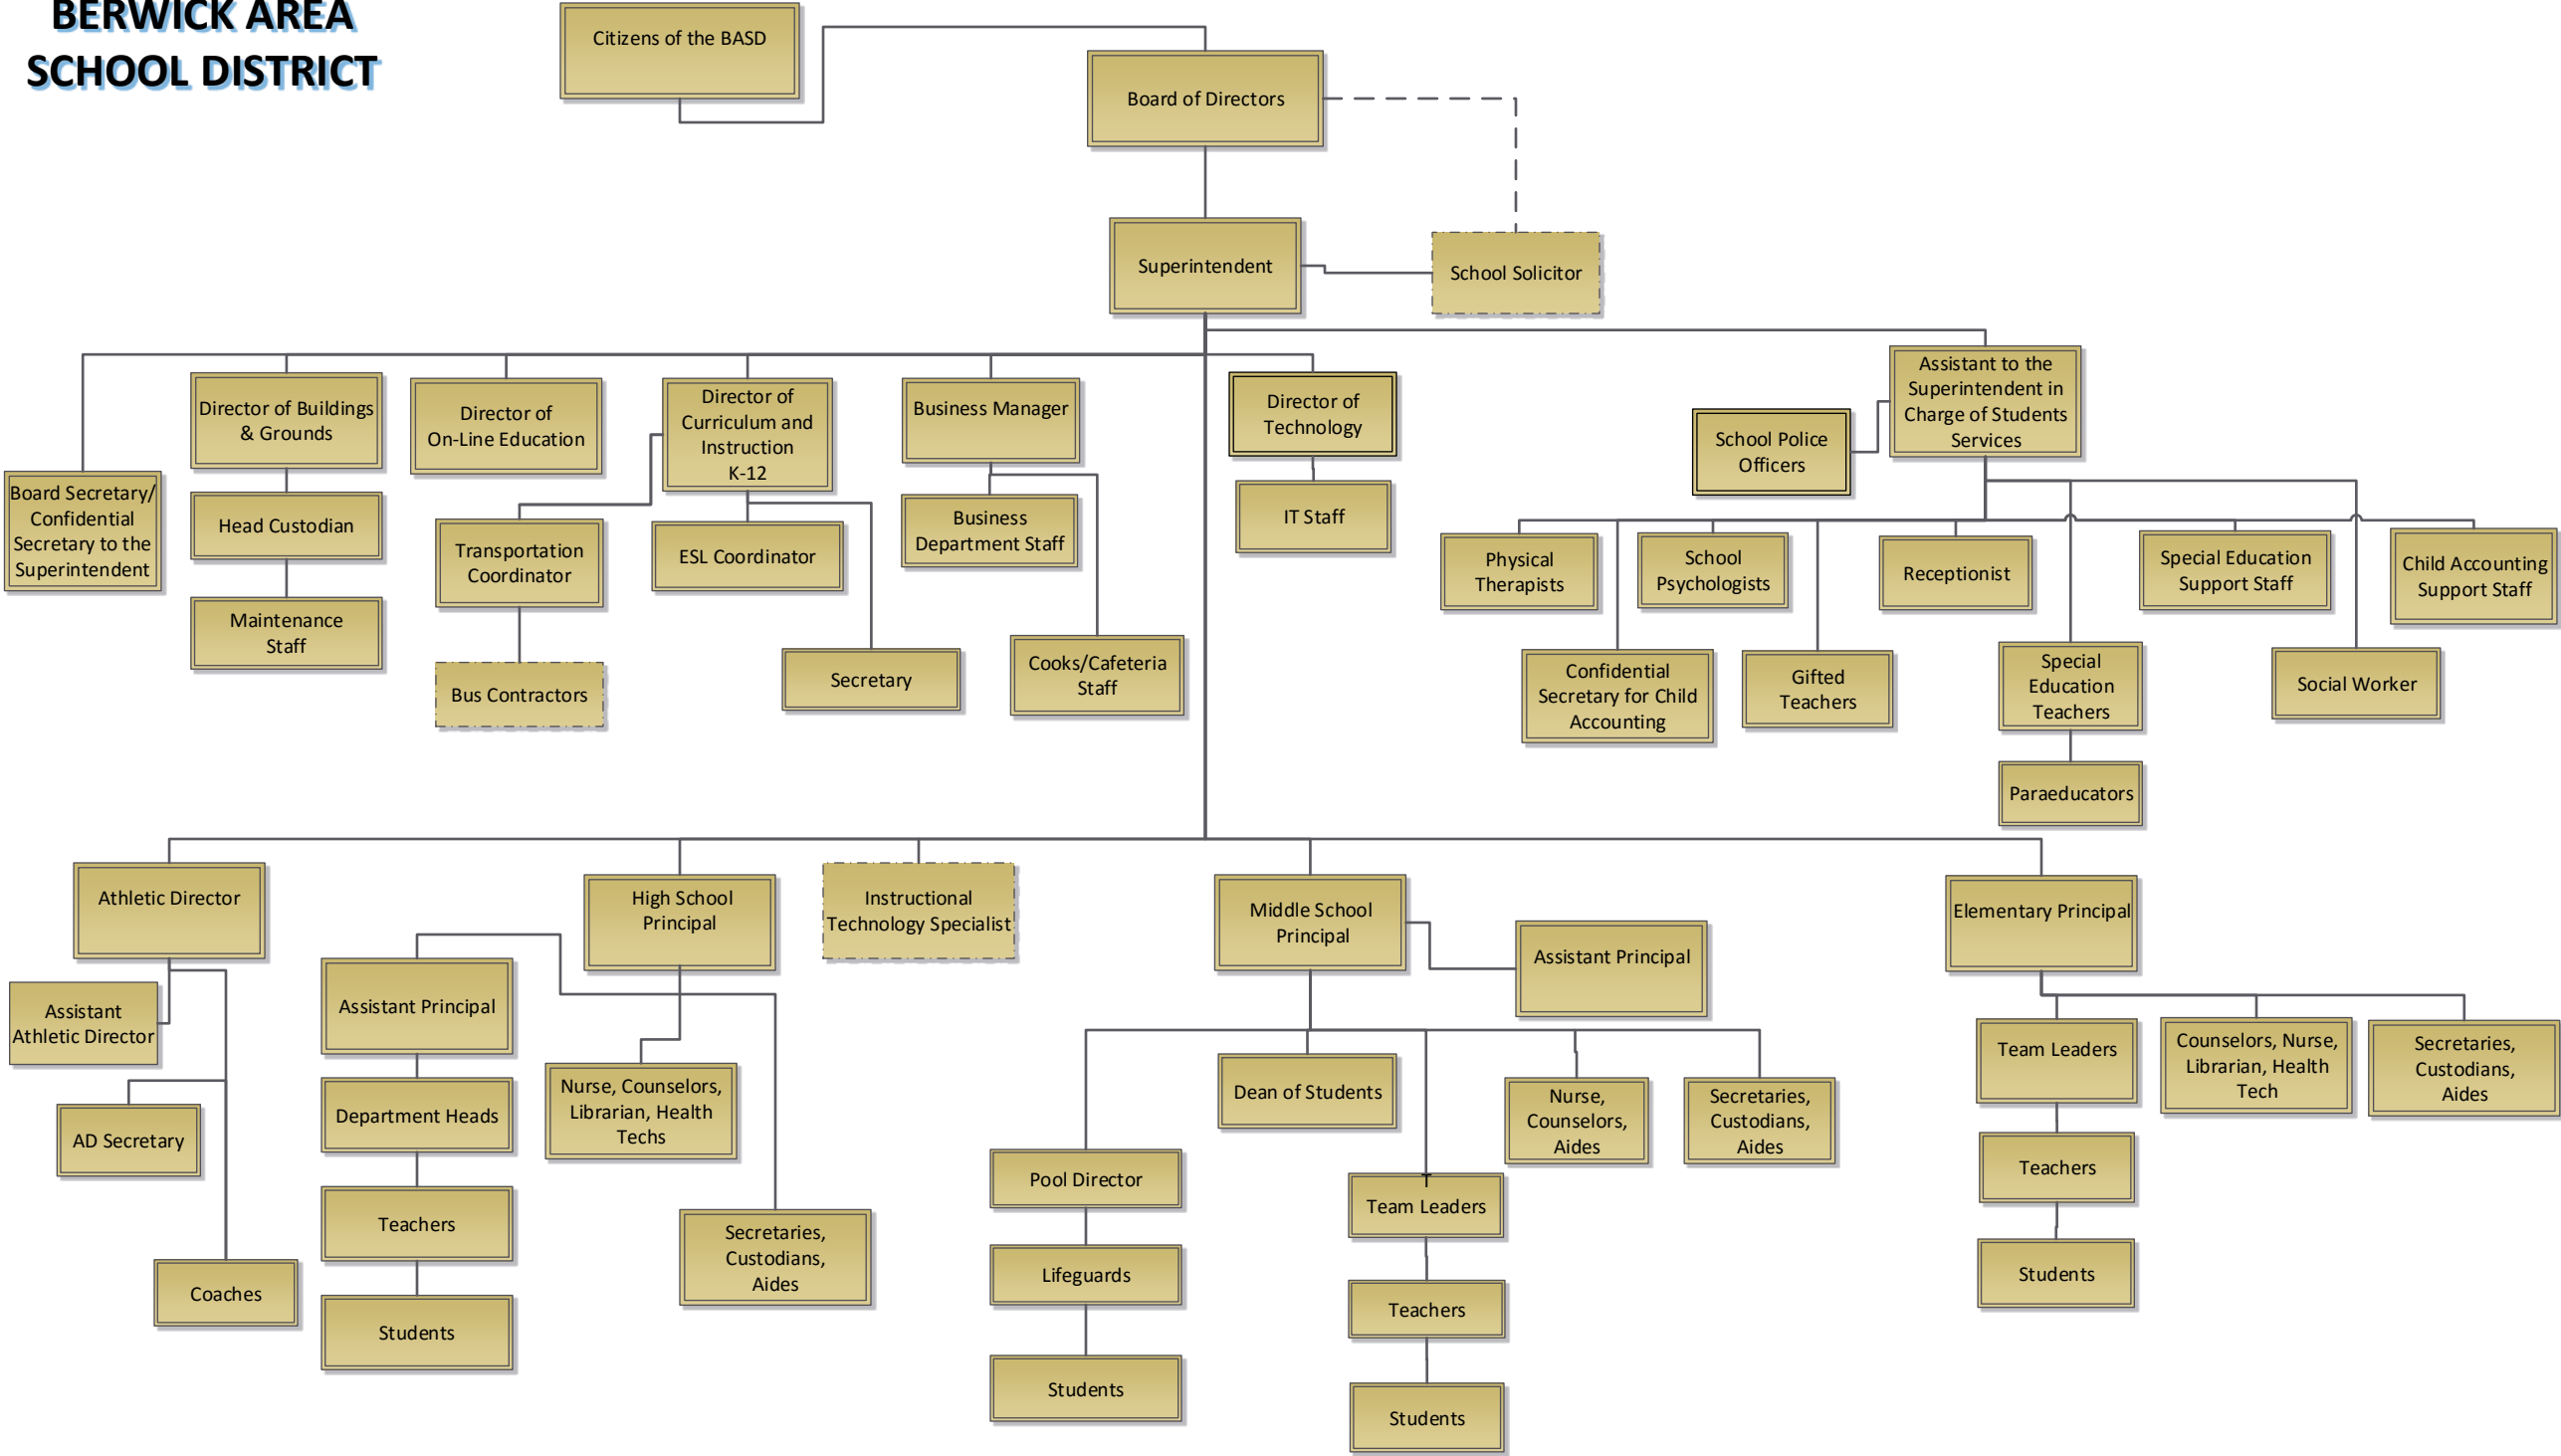 BERWICK AREA
SCHOOL DISTRICT
Citizens of the BASD
Board of Directors
Superintendent
School Solicitor
Board Secretary/
Confidential
Secretary to the
Superintendent
Director of Buildings
& Grounds
Head Custodian
Maintenance
Staff
Director of
On-Line Education
Director of
Curriculum and
Instruction
K-12
Transportation
Coordinator
Bus Contractors
ESL Coordinator
Secretary
Business Manager
Business
Department Staff
Cooks/Cafeteria
Staff
Director of
Technology
IT Staff
Assistant to the
Superintendent in
Charge of Students
Services
School Police
Officers
Physical
Therapists
School
Psychologists
Receptionist
Special Education
Support Staff
Child Accounting
Support Staff
Confidential
Secretary for Child
Accounting
Gifted
Teachers
Special
Education
Teachers
Social Worker
Paraeducators
Athletic Director
Assistant
Athletic Director
AD Secretary
Coaches
High School
Principal
Assistant Principal
Department Heads
Teachers
Students
Nurse, Counselors,
Librarian, Health
Techs
Secretaries,
Custodians,
Aides
Instructional
Technology Specialist
Middle School
Principal
Assistant Principal
Pool Director
Lifeguards
Students
Dean of Students
T
Team Leaders
Teachers
Students
Nurse,
Counselors,
Aides
Secretaries,
Custodians,
Aides
Elementary Principal
Team Leaders
Teachers
Students
Counselors, Nurse,
Librarian, Health
Tech
Secretaries,
Custodians,
Aides